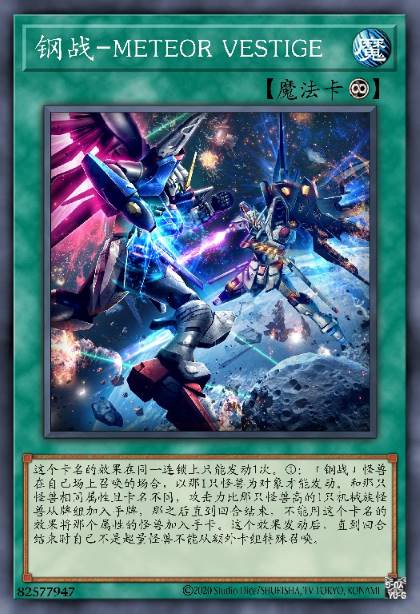 钢战-METEOR VESTIGE
魔
【魔法卡】
这个卡名的效果在同一连锁上只能发动1次。①：「钢战」怪兽
在自己场上召唤的场合，以那1只怪兽为对象才能发动。和那只
怪兽相同属性且卡名不同，攻击力比那只怪兽高的1只机械族怪
兽从牌组加入手牌，那之后直到回合结束，不能用这个卡名的
效果将那个属性的怪兽加入手卡。这个效果发动后，直到回合
结束时自己不是超量怪兽不能从额外卡组特殊召唤。
82577947
©2020 Studio Dice/SHUEISHA, TV TOKYO, KONAMI